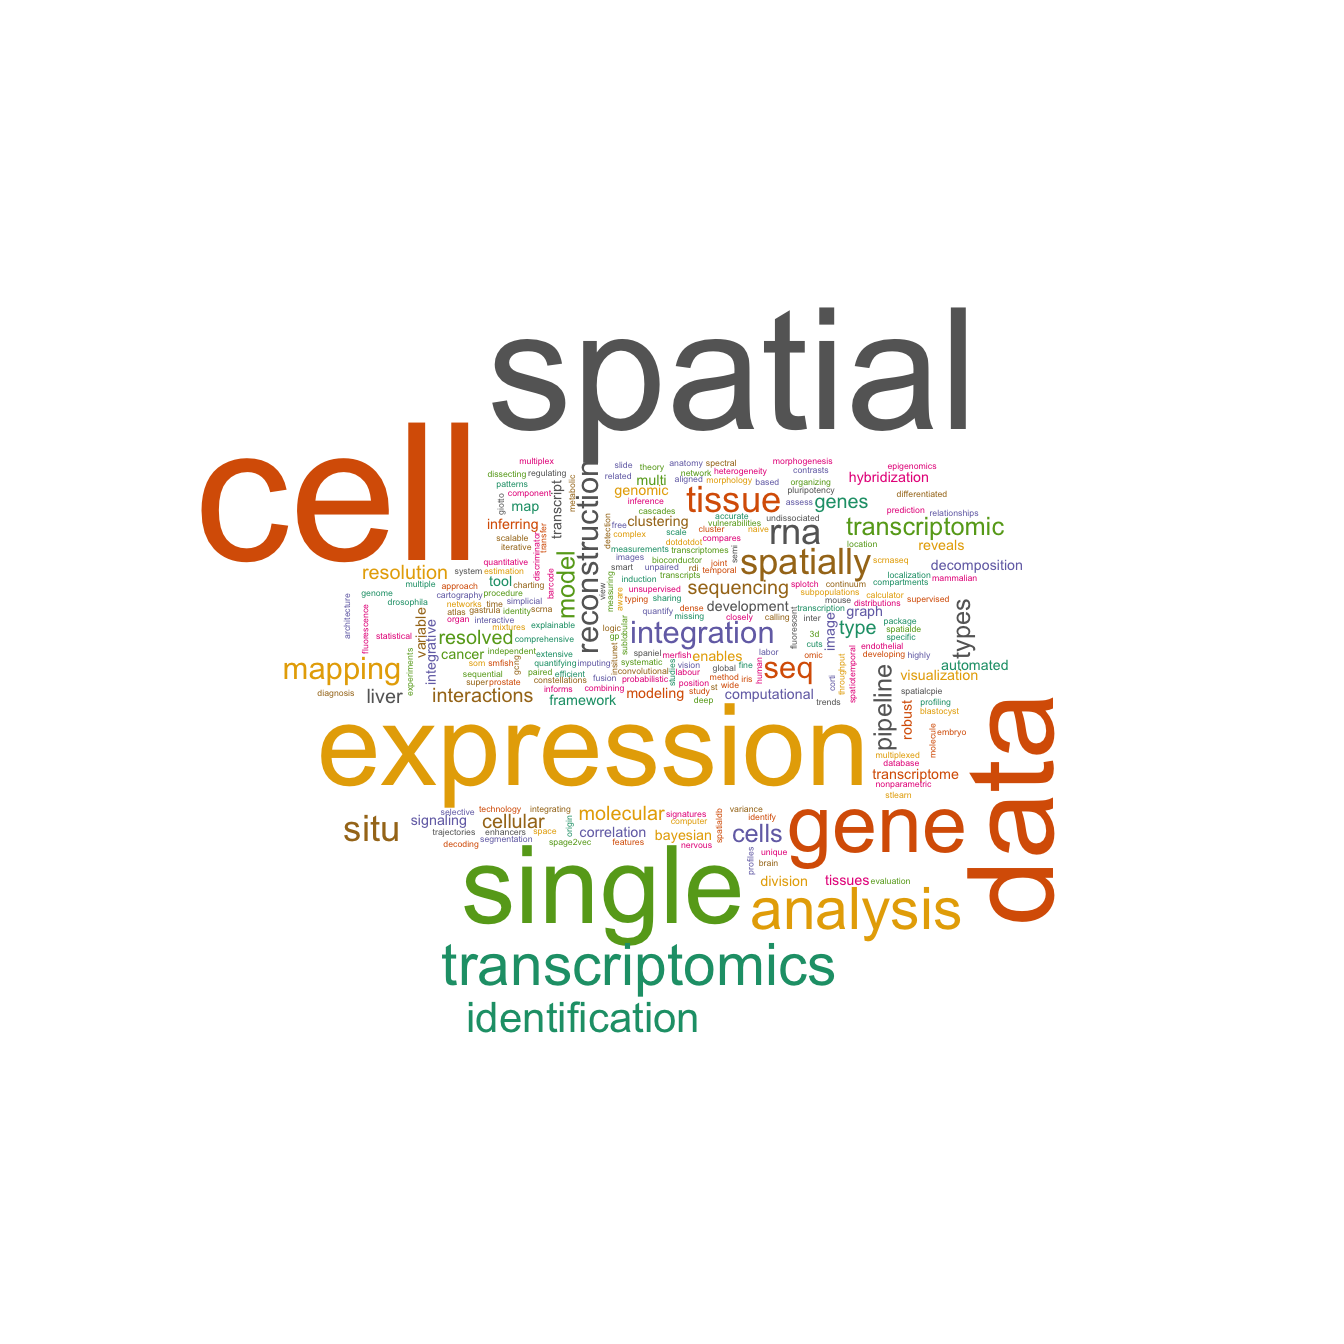 spatial
cell
expression
data
single
gene
analysis
transcriptomics
identification
reconstruction
multiplex
dissecting
regulating
patterns
component
giotto
map
metabolic
transcript
inferring
scalable
iterative
transfer
quantitative
slide
theory
related
multi
genomic
inference
cascades
anatomy
spectral
network
heterogeneity
aligned
morphology
based
morphogenesis
contrasts
organizing
pluripotency
assess
genes
epigenomics
hybridization
differentiated
prediction
relationships
tissue
accurate
vulnerabilities
undissociated
rna
transcriptomic
location
reveals
decomposition
detection
free
clustering
complex
scale
cluster
naive
dotdotdot
compares
measurements
transcriptomes
images
bioconductor
joint
semi
smart
unpaired
rdi
temporal
transcripts
spatially
scmaseq
localization
mammalian
compartments
resolution
system
estimation
multiple
approach
tool
charting
barcode
model
genome
cartography
procedure
drosophila
networks
time
simplicial
atlas
gastrula
identity
scma
organ
interactive
mixtures
explainable
architecture
fluorescence
statistical
variable
integrative
resolved
comprehensive
cancer
independent
extensive
view
measuring
aware
induction
unsupervised
typing
sharing
sequencing
splotch
continuum
subpopulations
calculator
supervised
quantify
dense
missing
development
closely
calling
mouse
distributions
transcription
fluorescent
inter
image
graph
package
spatialde
specific
types
logic
gp
sublobular
integration
3d
cuts
type
endothelial
developing
highly
automated
mapping
experiments
som
smfish
gcng
quantifying
imputing
sequential
paired
efficient
superprostate
constellations
fusion
spaniel
merfish
enables
labor
systematic
vision
global
fine
human
seq
omic
throughput
spatiotemporal
corti
visualization
diagnosis
liver
interactions
informs
combining
framework
probabilistic
labour
position
method
iris
modeling
study
st
wide
deep
computational
trends
pipeline
robust
spatialcpie
profiling
blastocyst
molecule
embryo
multiplexed
database
transcriptome
nonparametric
stlearn
situ
signaling
selective
technology
integrating
trajectories
enhancers
cellular
space
origin
decoding
segmentation
spage2vec
molecular
correlation
features
signatures
computer
bayesian
nervous
spatialdb
variance
identify
cells
unique
profiles
brain
division
tissues
evaluation